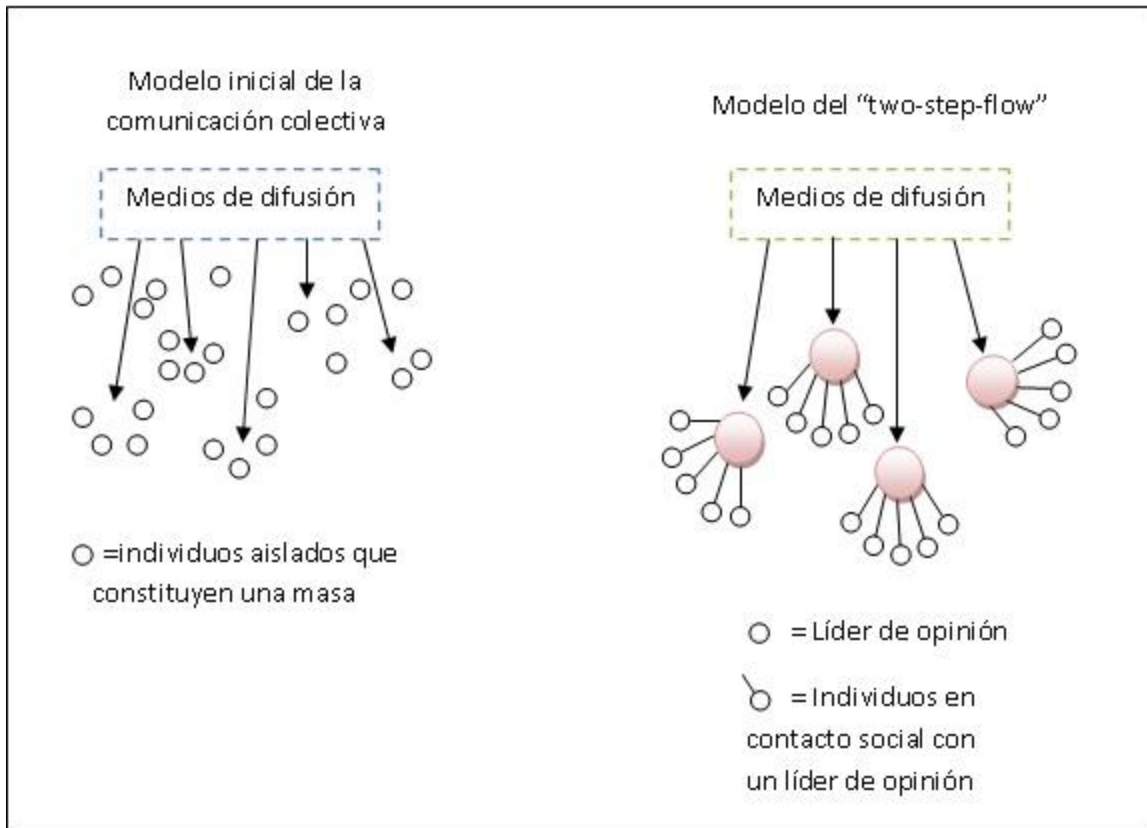 Modelo inicial de la
comunicación colectiva
Medios de difusión
○ =individuos aislados que
constituyen una masa
Modelo del “two-step-flow”
Medios de difusión
○ = Líder de opinión
= Individuos en
contacto social con
un líder de opinión